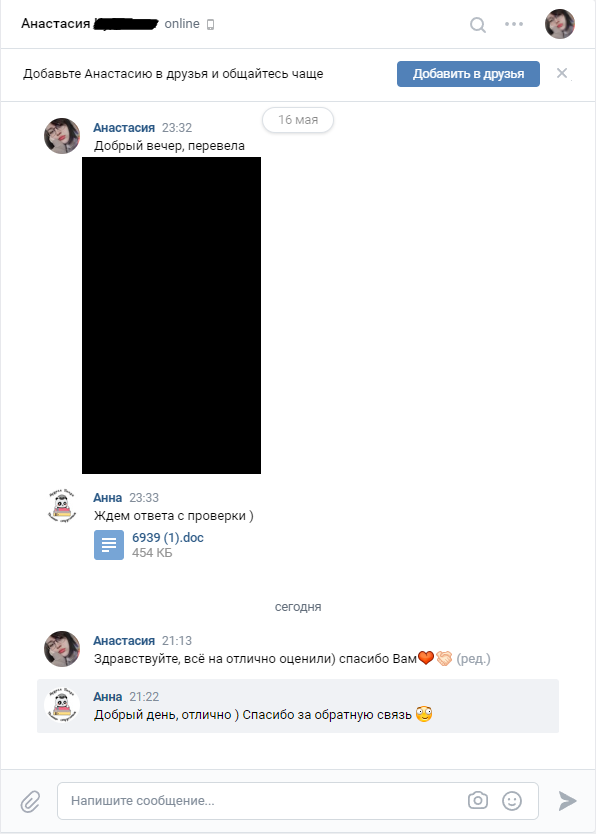 Анастасия online
Добавьте Анастасию в друзья и общайтесь чаще
Добавить в друзья
16 мая
Анастасия 23:32
Добрый вечер, перевела
Анна 23:33
Ждем ответа с проверки )
6939 (1).doc
454 КБ
сегодня
Анастасия 21:13
Здравствуйте, всё на отлично оценили) спасибо Вам❤️🤝 (ред.)
Анна 21:22
Добрый день, отлично ) Спасибо за обратную связь 😳
Напишите сообщение...